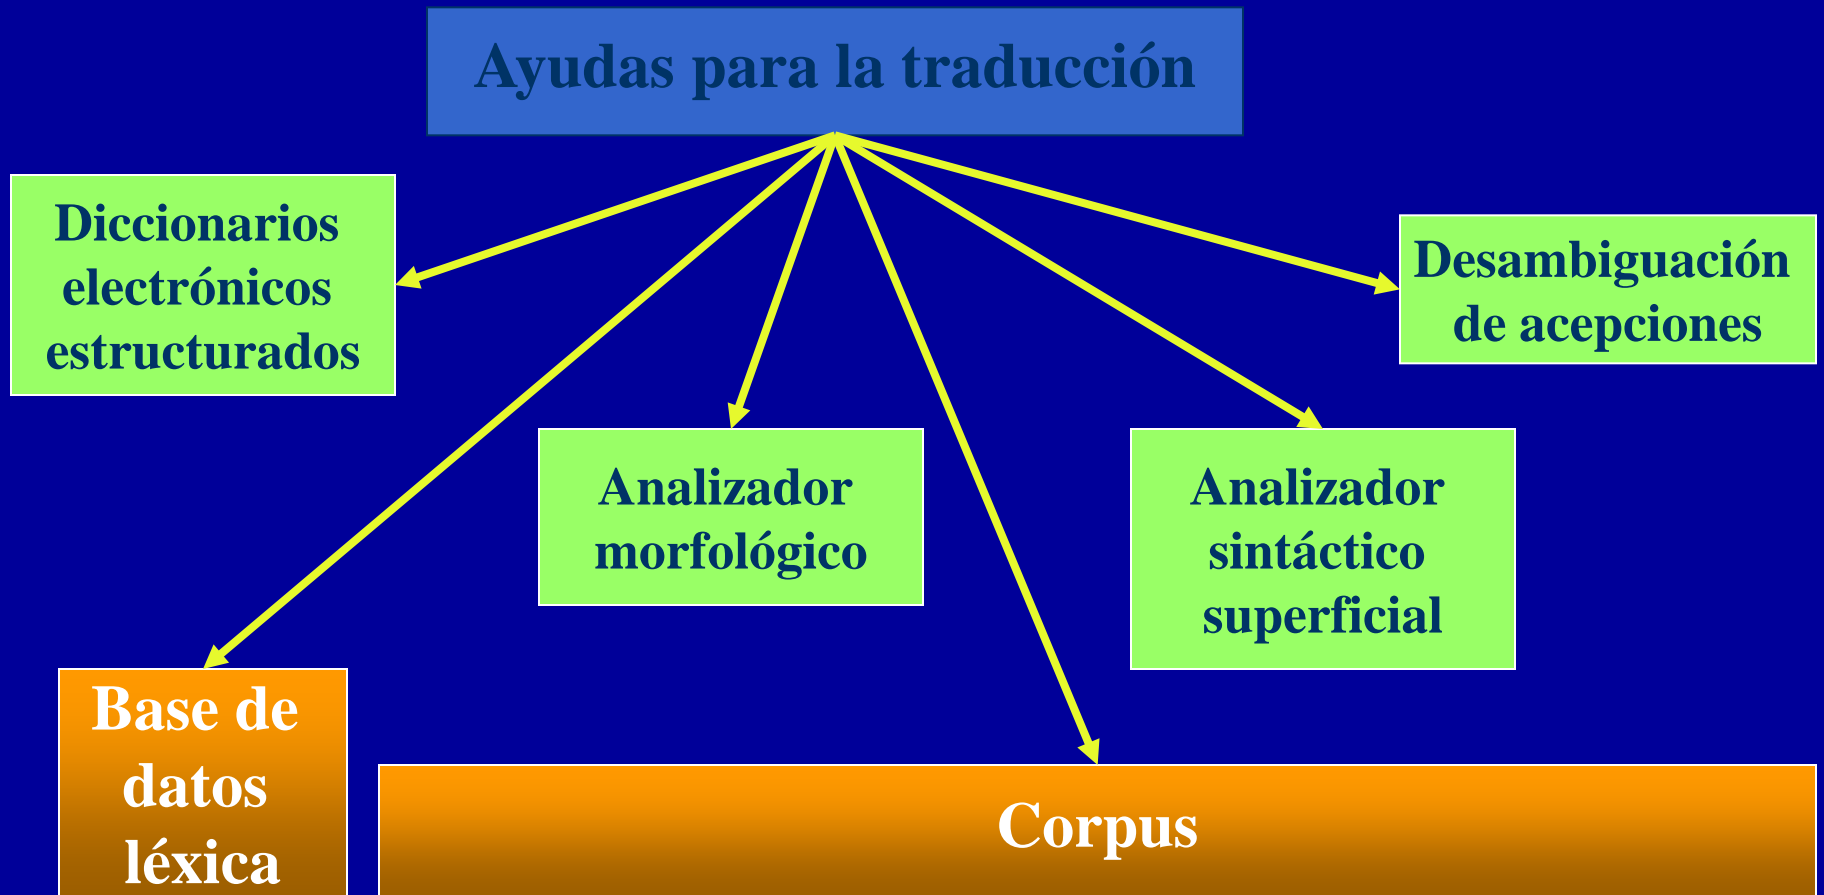 Ayudas para la traducción
Diccionarios
electrónicos
estructurados
Desambiguación
de acepciones
Analizador
morfológico
Analizador
sintáctico
superficial
Base de
datos
léxica
Corpus